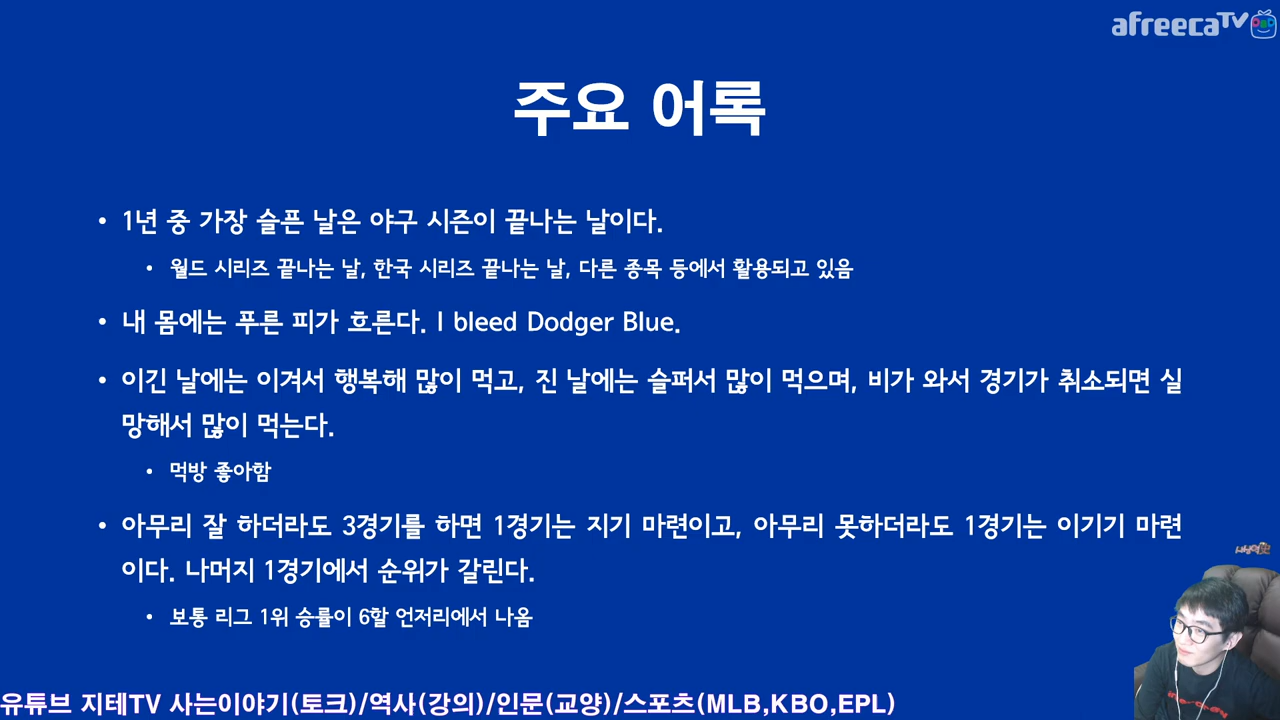 afreecaTV
주요 어록
• 1년 중 가장 슬픈 날은 야구 시즌이 끝나는 날이다.
• 월드 시리즈 끝나는 날, 한국 시리즈 끝나는 날, 다른 종목 등에서 활용되고 있음
• 내 몸에는 푸른 피가 흐른다. I bleed Dodger Blue.
• 이긴 날에는 이겨서 행복해 많이 먹고, 진 날에는 슬퍼서 많이 먹으며, 비가 와서 경기가 취소되면 실
망해서 많이 먹는다.
• 먹방 좋아함
• 아무리 잘 하더라도 3경기를 하면 1경기는 지기 마련이고, 아무리 못하더라도 1경기는 이기기 마련
이다. 나머지 1경기에서 순위가 갈린다.
• 보통 리그 1위 승률이 6할 언저리에서 나옴
유튜브 지테TV 사는이야기(토크)/역사(강의)/인문(교양)/스포츠(MLB,KBO,EPL)